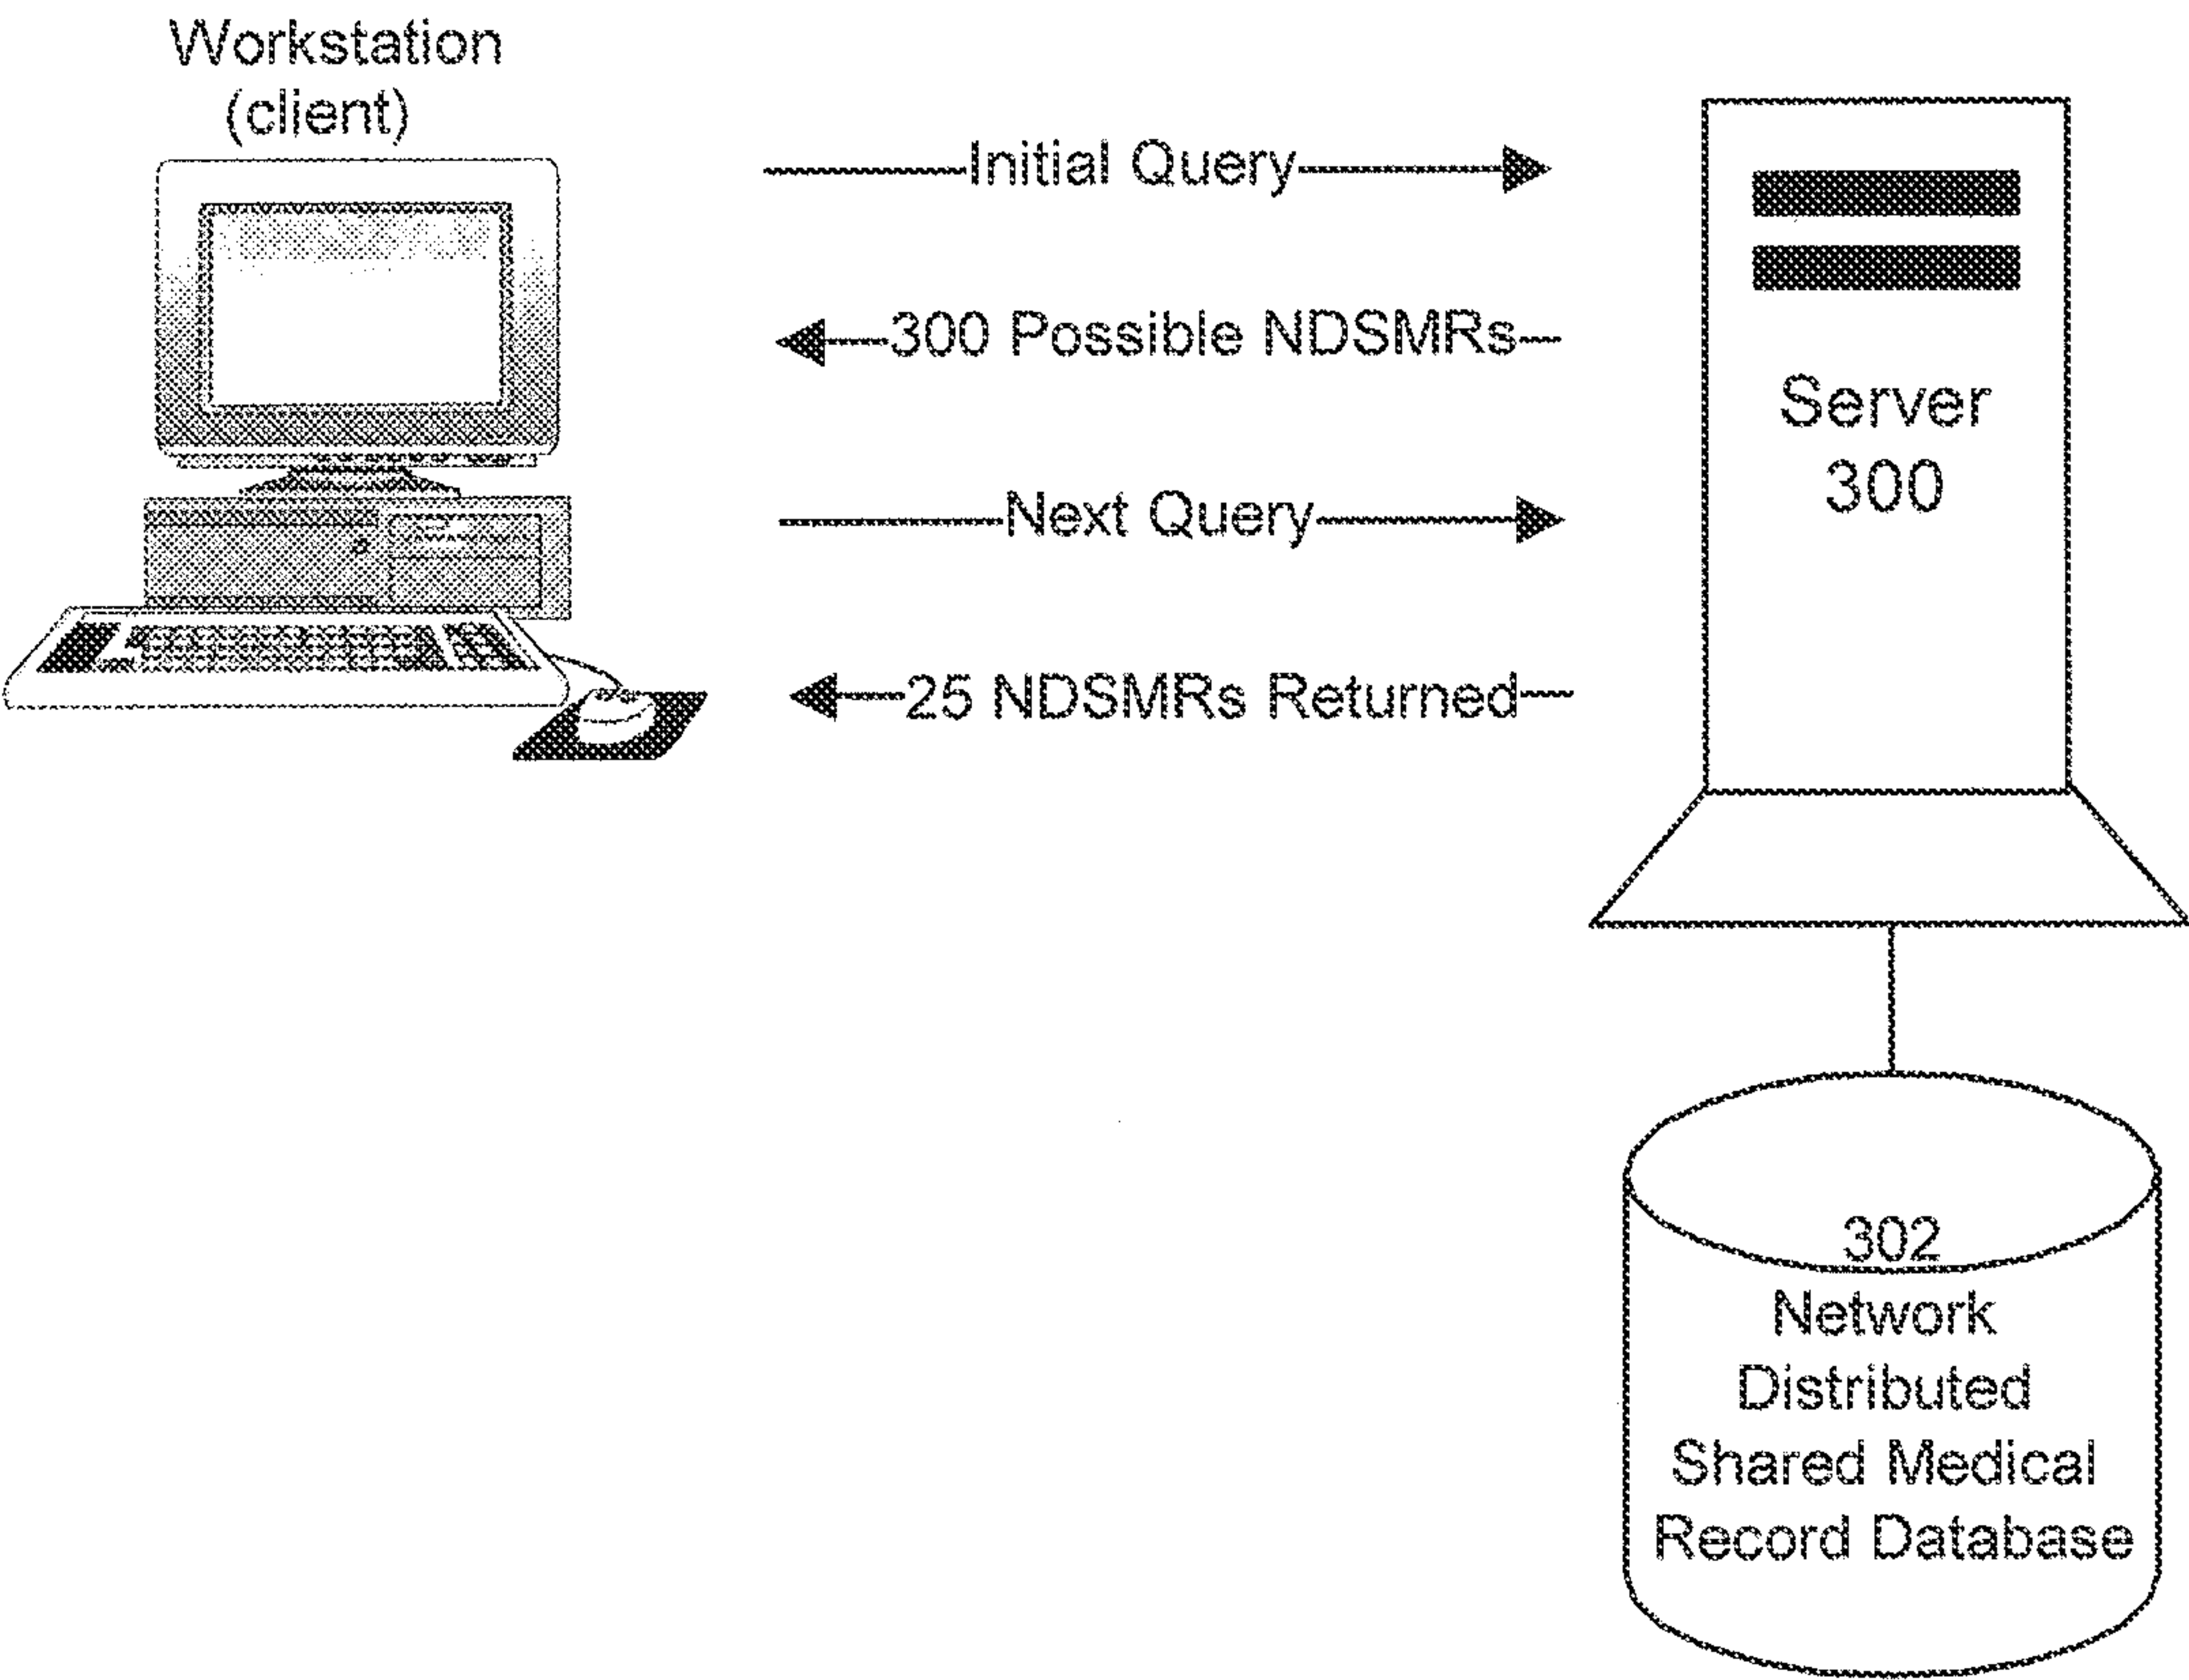 Workstation
(client)
Initial Query
300 Possible NDSMRs
Next Query
25 NDSMRs Returned
Server
300
302
Network
Distributed
Shared Medical
Record Database